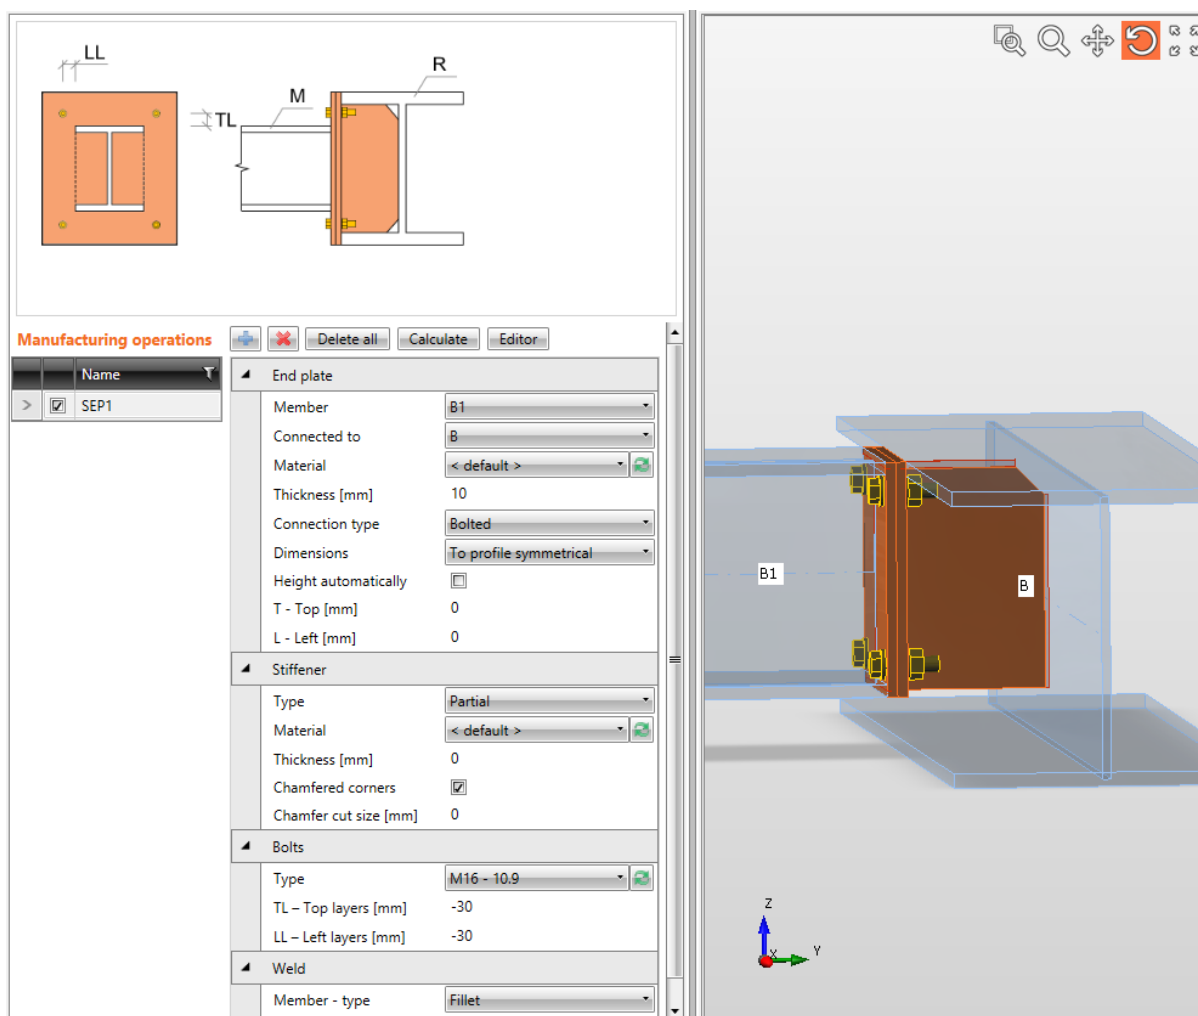 LL
R
M
TL
Manufacturing operations
Delete all
Calculate
Editor
Name
SEP1
End plate
Member B1
Connected to B
Material < default >
Thickness [mm] 10
Connection type Bolted
Dimensions To profile symmetrical
Height automatically
T - Top [mm] 0
L - Left [mm] 0
Stiffener
Type Partial
Material < default >
Thickness [mm] 0
Chamfered corners
Chamfer cut size [mm] 0
Bolts
Type M16 - 10.9
TL – Top layers [mm] -30
LL – Left layers [mm] -30
Weld
Member - type Fillet
B1
B
Z
X
Y